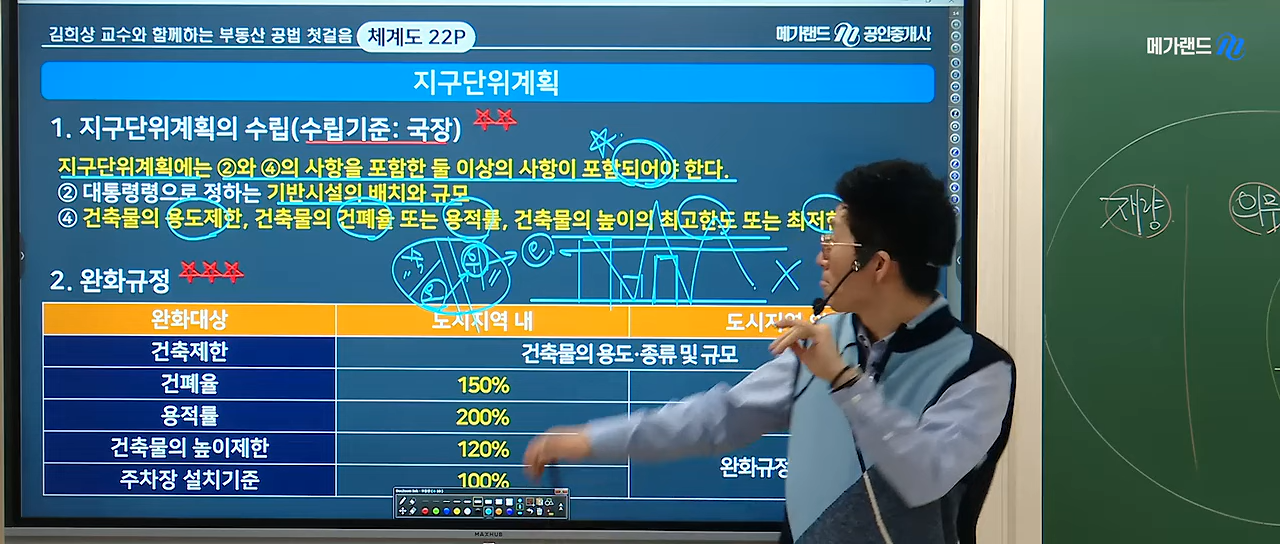 김희상 교수와 함께하는 부동산 공법 첫걸음 체계도 22P
메가랜드 공인중개사
메가랜드
지구단위계획
1. 지구단위계획의 수립(수립기준: 국장)
지구단위계획에는 ②와 ④의 사항을 포함한 둘 이상의 사항이 포함되어야 한다.
② 대통령령으로 정하는 기반시설의 배치와 규모
④ 건축물의 용도제한, 건축물의 건폐율 또는 용적률, 건축물의 높이의 최고한도 또는 최저한
재량
의무
2. 완화규정
완화대상 도시지역 내 도시지역
건축제한 건축물의 용도·종류 및 규모
건폐율 150%
용적률 200%
건축물의 높이제한 120%
완화규정
주차장 설치기준 100%
MAXHUB